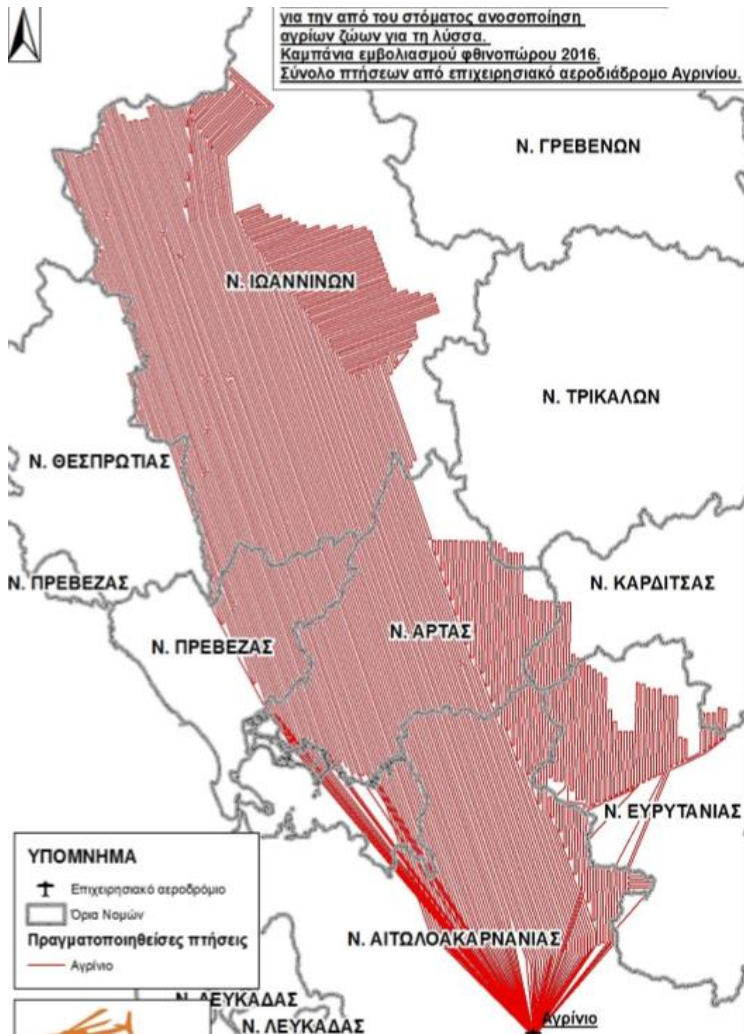 για την από του στόματος ανοσοποίηση
αγρίων ζώων για τη λύσσα.
Καμπάνια εμβολιασμού φθινοπώρου 2016.
Σύνολο πτήσεων από επιχειρησιακό αεροδιάδρομο Αγρινίου.
Ν. ΓΡΕΒΕΝΩΝ
Ν. ΙΩΑΝΝΙΝΩΝ
Ν. ΤΡΙΚΑΛΩΝ
Ν. ΘΕΣΠΡΩΤΙΑΣ
Ν. ΠΡΕΒΕΖΑΣ
Ν. ΚΑΡΔΙΤΣΑΣ
Ν. ΑΡΤΑΣ
Ν. ΠΡΕΒΕΖΑΣ
Ν. ΕΥΡΥΤΑΝΙΑΣ
ΥΠΟΜΝΗΜΑ
Επιχειρησιακό αεροδρόμιο
Όρια Νομών
Πραγματοποιηθείσες πτήσεις
Αγρίνιο
Ν. ΑΙΤΩΛΟΑΚΑΡΝΑΝΙΑΣ
Ν. ΛΕΥΚΑΔΑΣ
Ν. ΛΕΥΚΑΔΑΣ
Αγρίνιο